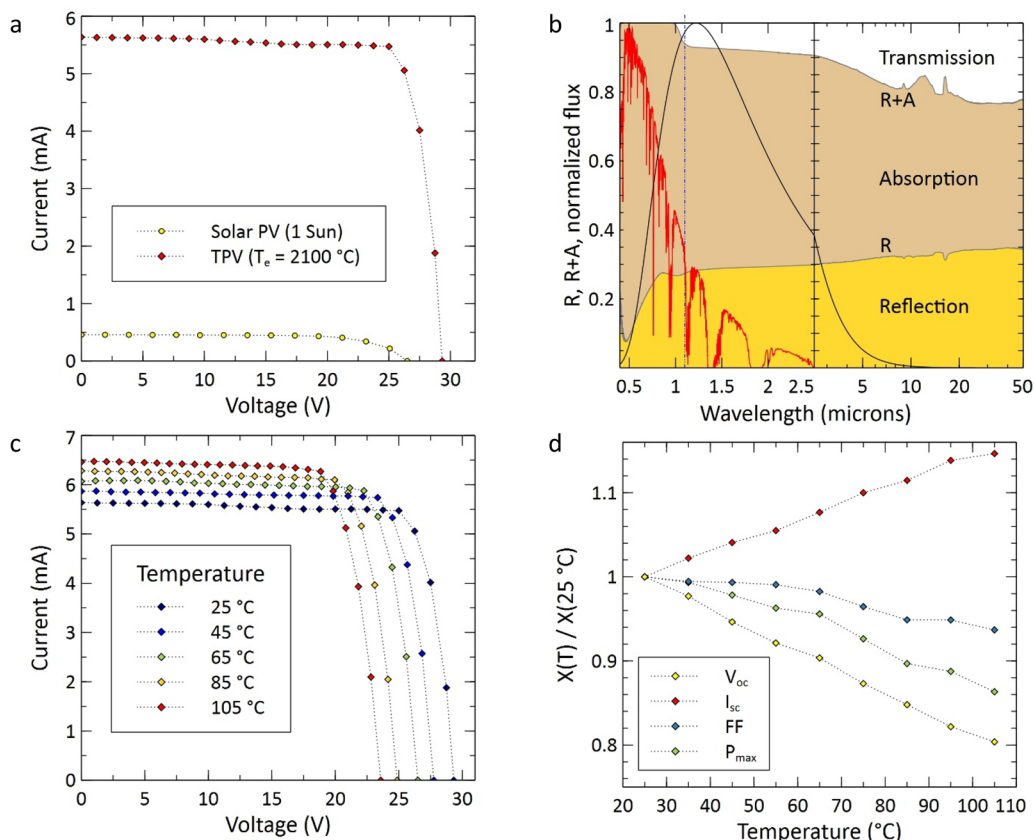 a
Current (mA)
6
5
4
3
2
1
0
Solar PV (1 Sun)
TPV (Te = 2100 °C)
0 5 10 15 20 25 30
Voltage (V)
b
R, R+A, normalized flux
1
0.8
0.6
0.4
0.2
Transmission
R+A
Absorption
R
Reflection
0.5 1 1.5 2 2.5 5 10 20 50
Wavelength (microns)
c
Current (mA)
7
6
5
4
3
2
1
0
Temperature
25 °C
45 °C
65 °C
85 °C
105 °C
0 5 10 15 20 25 30
Voltage (V)
d
X(T) / X(25 °C)
1.1
1
0.9
0.8
Voc
Isc
FF
Pmax
20 30 40 50 60 70 80 90 100 110
Temperature (°C)